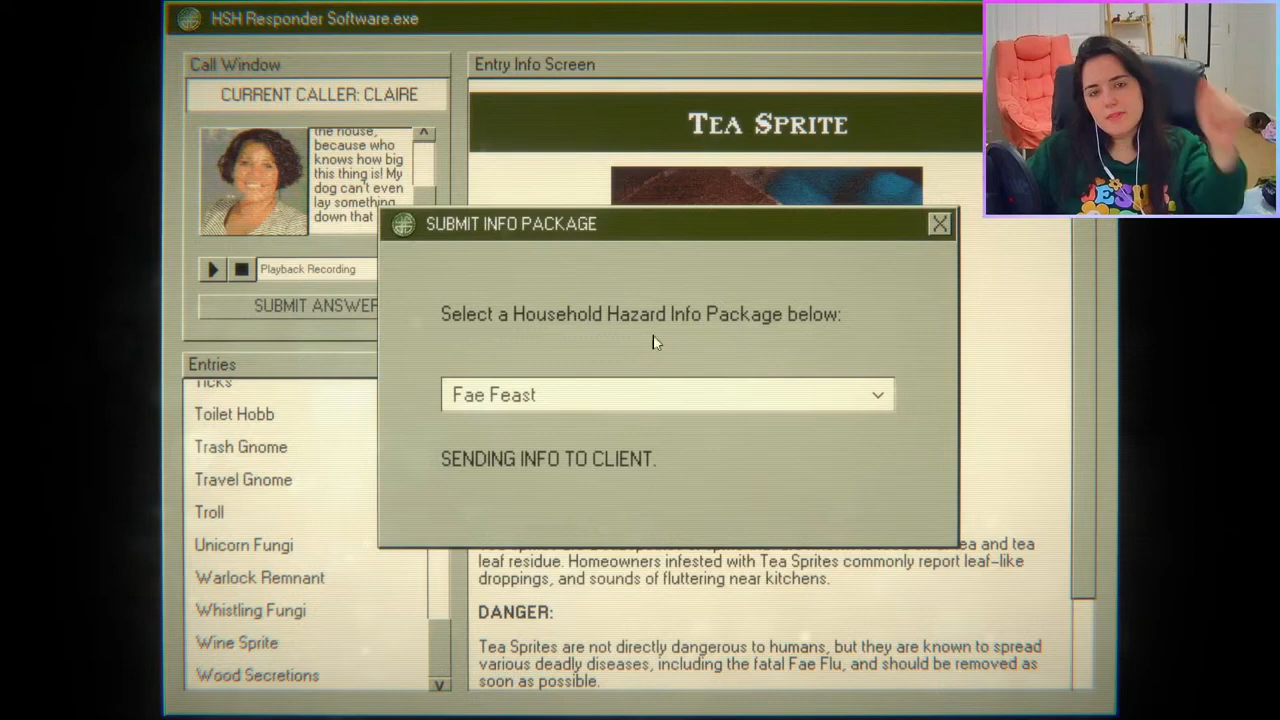 HSH Responder Software.exe
Call Window
CURRENT CALLER: CLAIRE
the house,
because who
knows how big
this thing is! My
dog can't even
lay something
down that
Playback Recording
SUBMIT ANSWER
Entries
Ticks
Toilet Hobb
Trash Gnome
Travel Gnome
Troll
Unicorn Fungi
Warlock Remnant
Whistling Fungi
Wine Sprite
Wood Secretions
Entry Info Screen
TEA SPRITE
SUBMIT INFO PACKAGE
Select a Household Hazard Info Package below:
Fae Feast
SENDING INFO TO CLIENT.
and tea
leaf residue. Homeowners infested with Tea Sprites commonly report leaf-like
droppings, and sounds of fluttering near kitchens.
DANGER:
Tea Sprites are not directly dangerous to humans, but they are known to spread
various deadly diseases, including the fatal Fae Flu, and should be removed as
soon as possible.